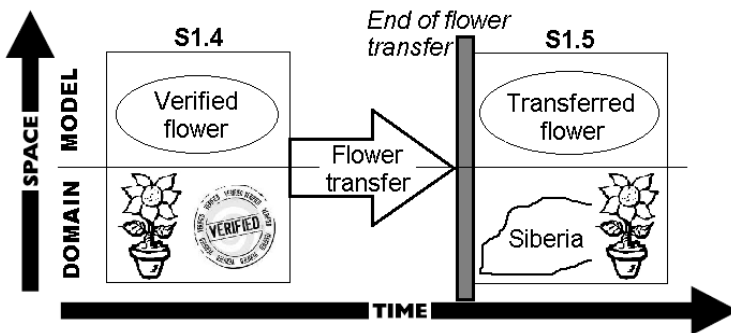 End of flower
transfer
S1.4
S1.5
SPACE
MODEL
DOMAIN
Verified
flower
Flower
transfer
Transferred
flower
VERIFIED
Siberia
TIME